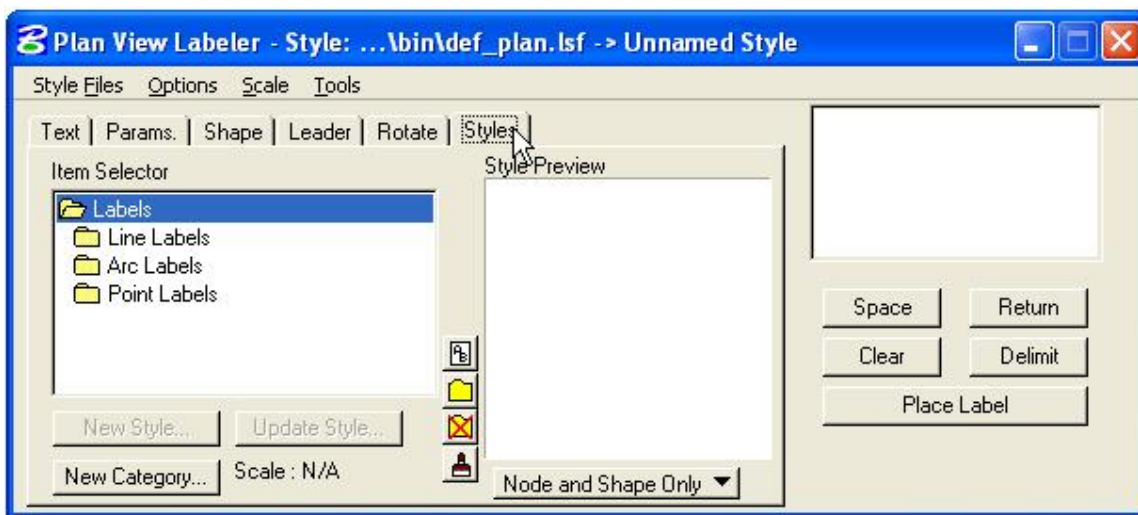 Plan View Labeler - Style: ...\bin\def_plan.lsf -> Unnamed Style
Style Files Options Scale Tools
Text Params. Shape Leader Rotate Styles
Item Selector
Labels
Line Labels
Arc Labels
Point Labels
New Style... Update Style...
New Category... Scale : N/A
Style Preview
Node and Shape Only
Space Return
Clear Delimit
Place Label